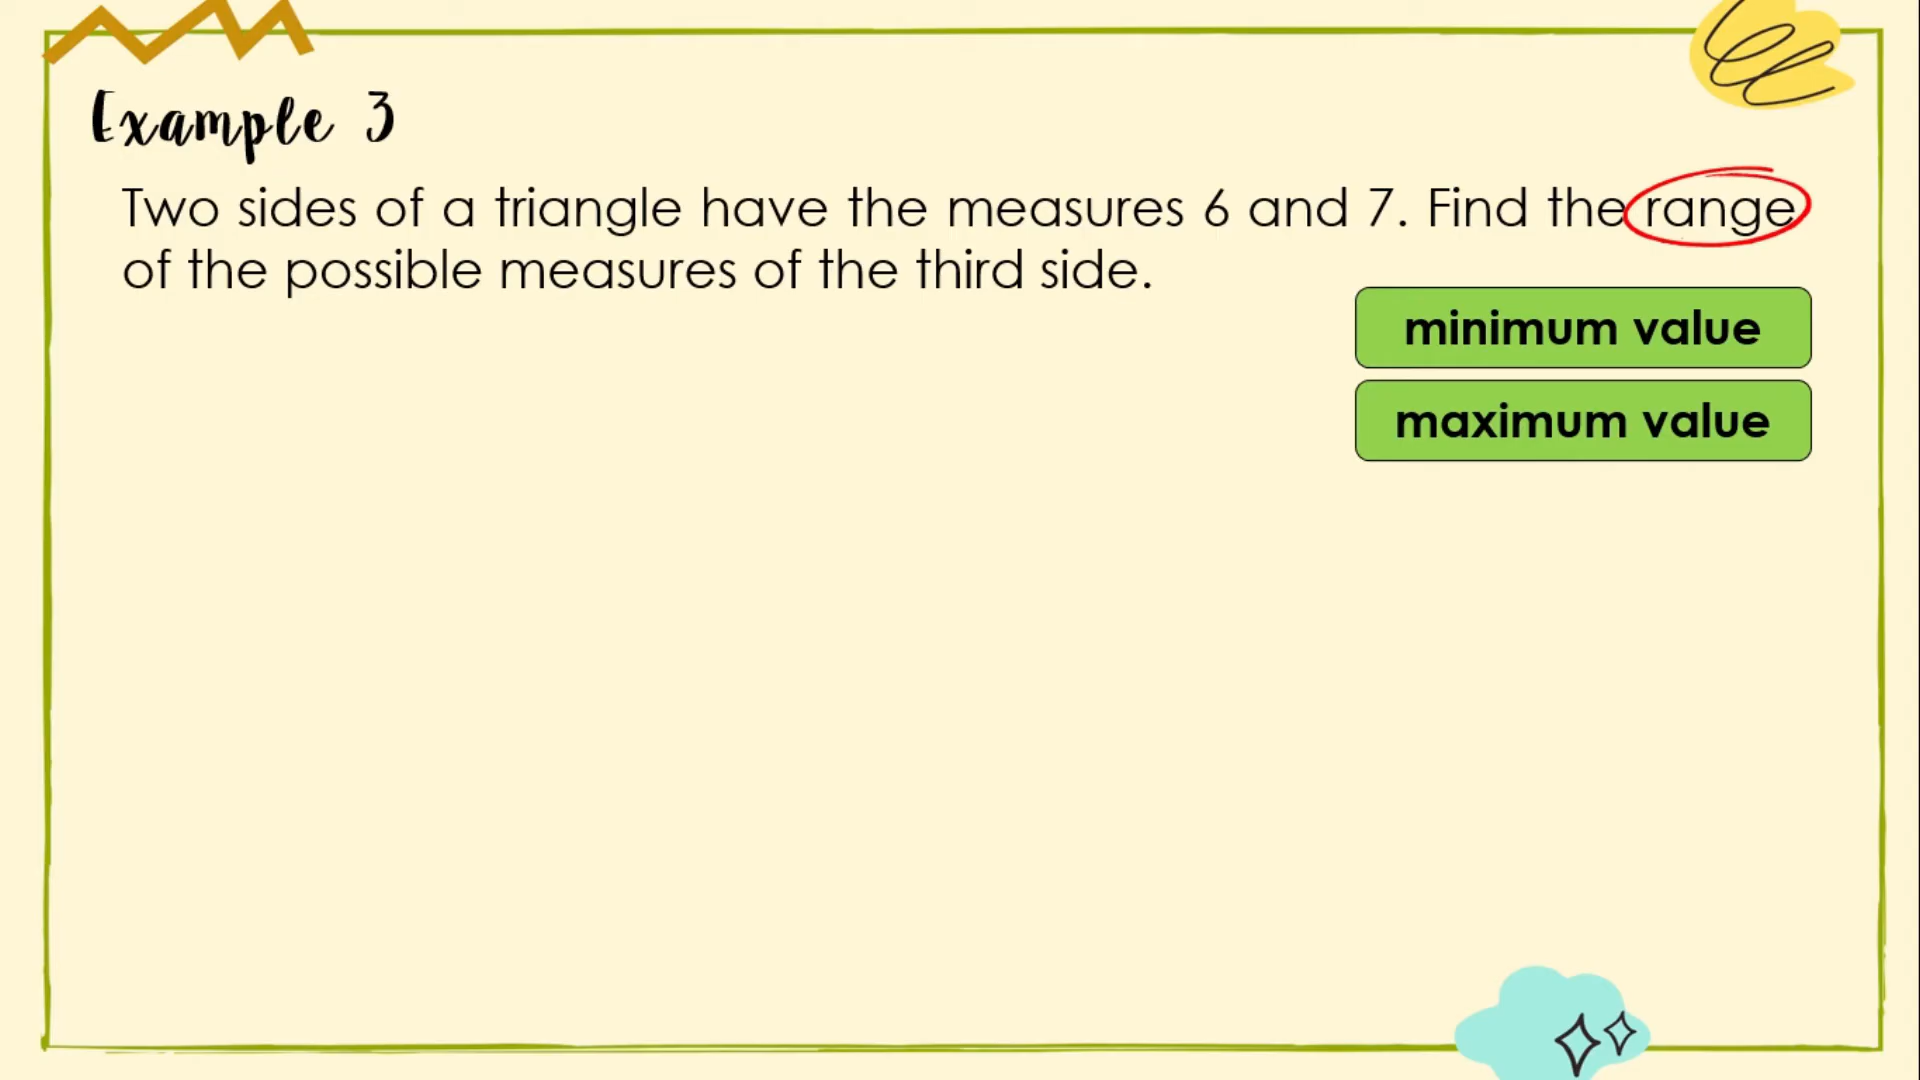 Example 3
Two sides of a triangle have the measures 6 and 7. Find the range
of the possible measures of the third side.
minimum value
maximum value